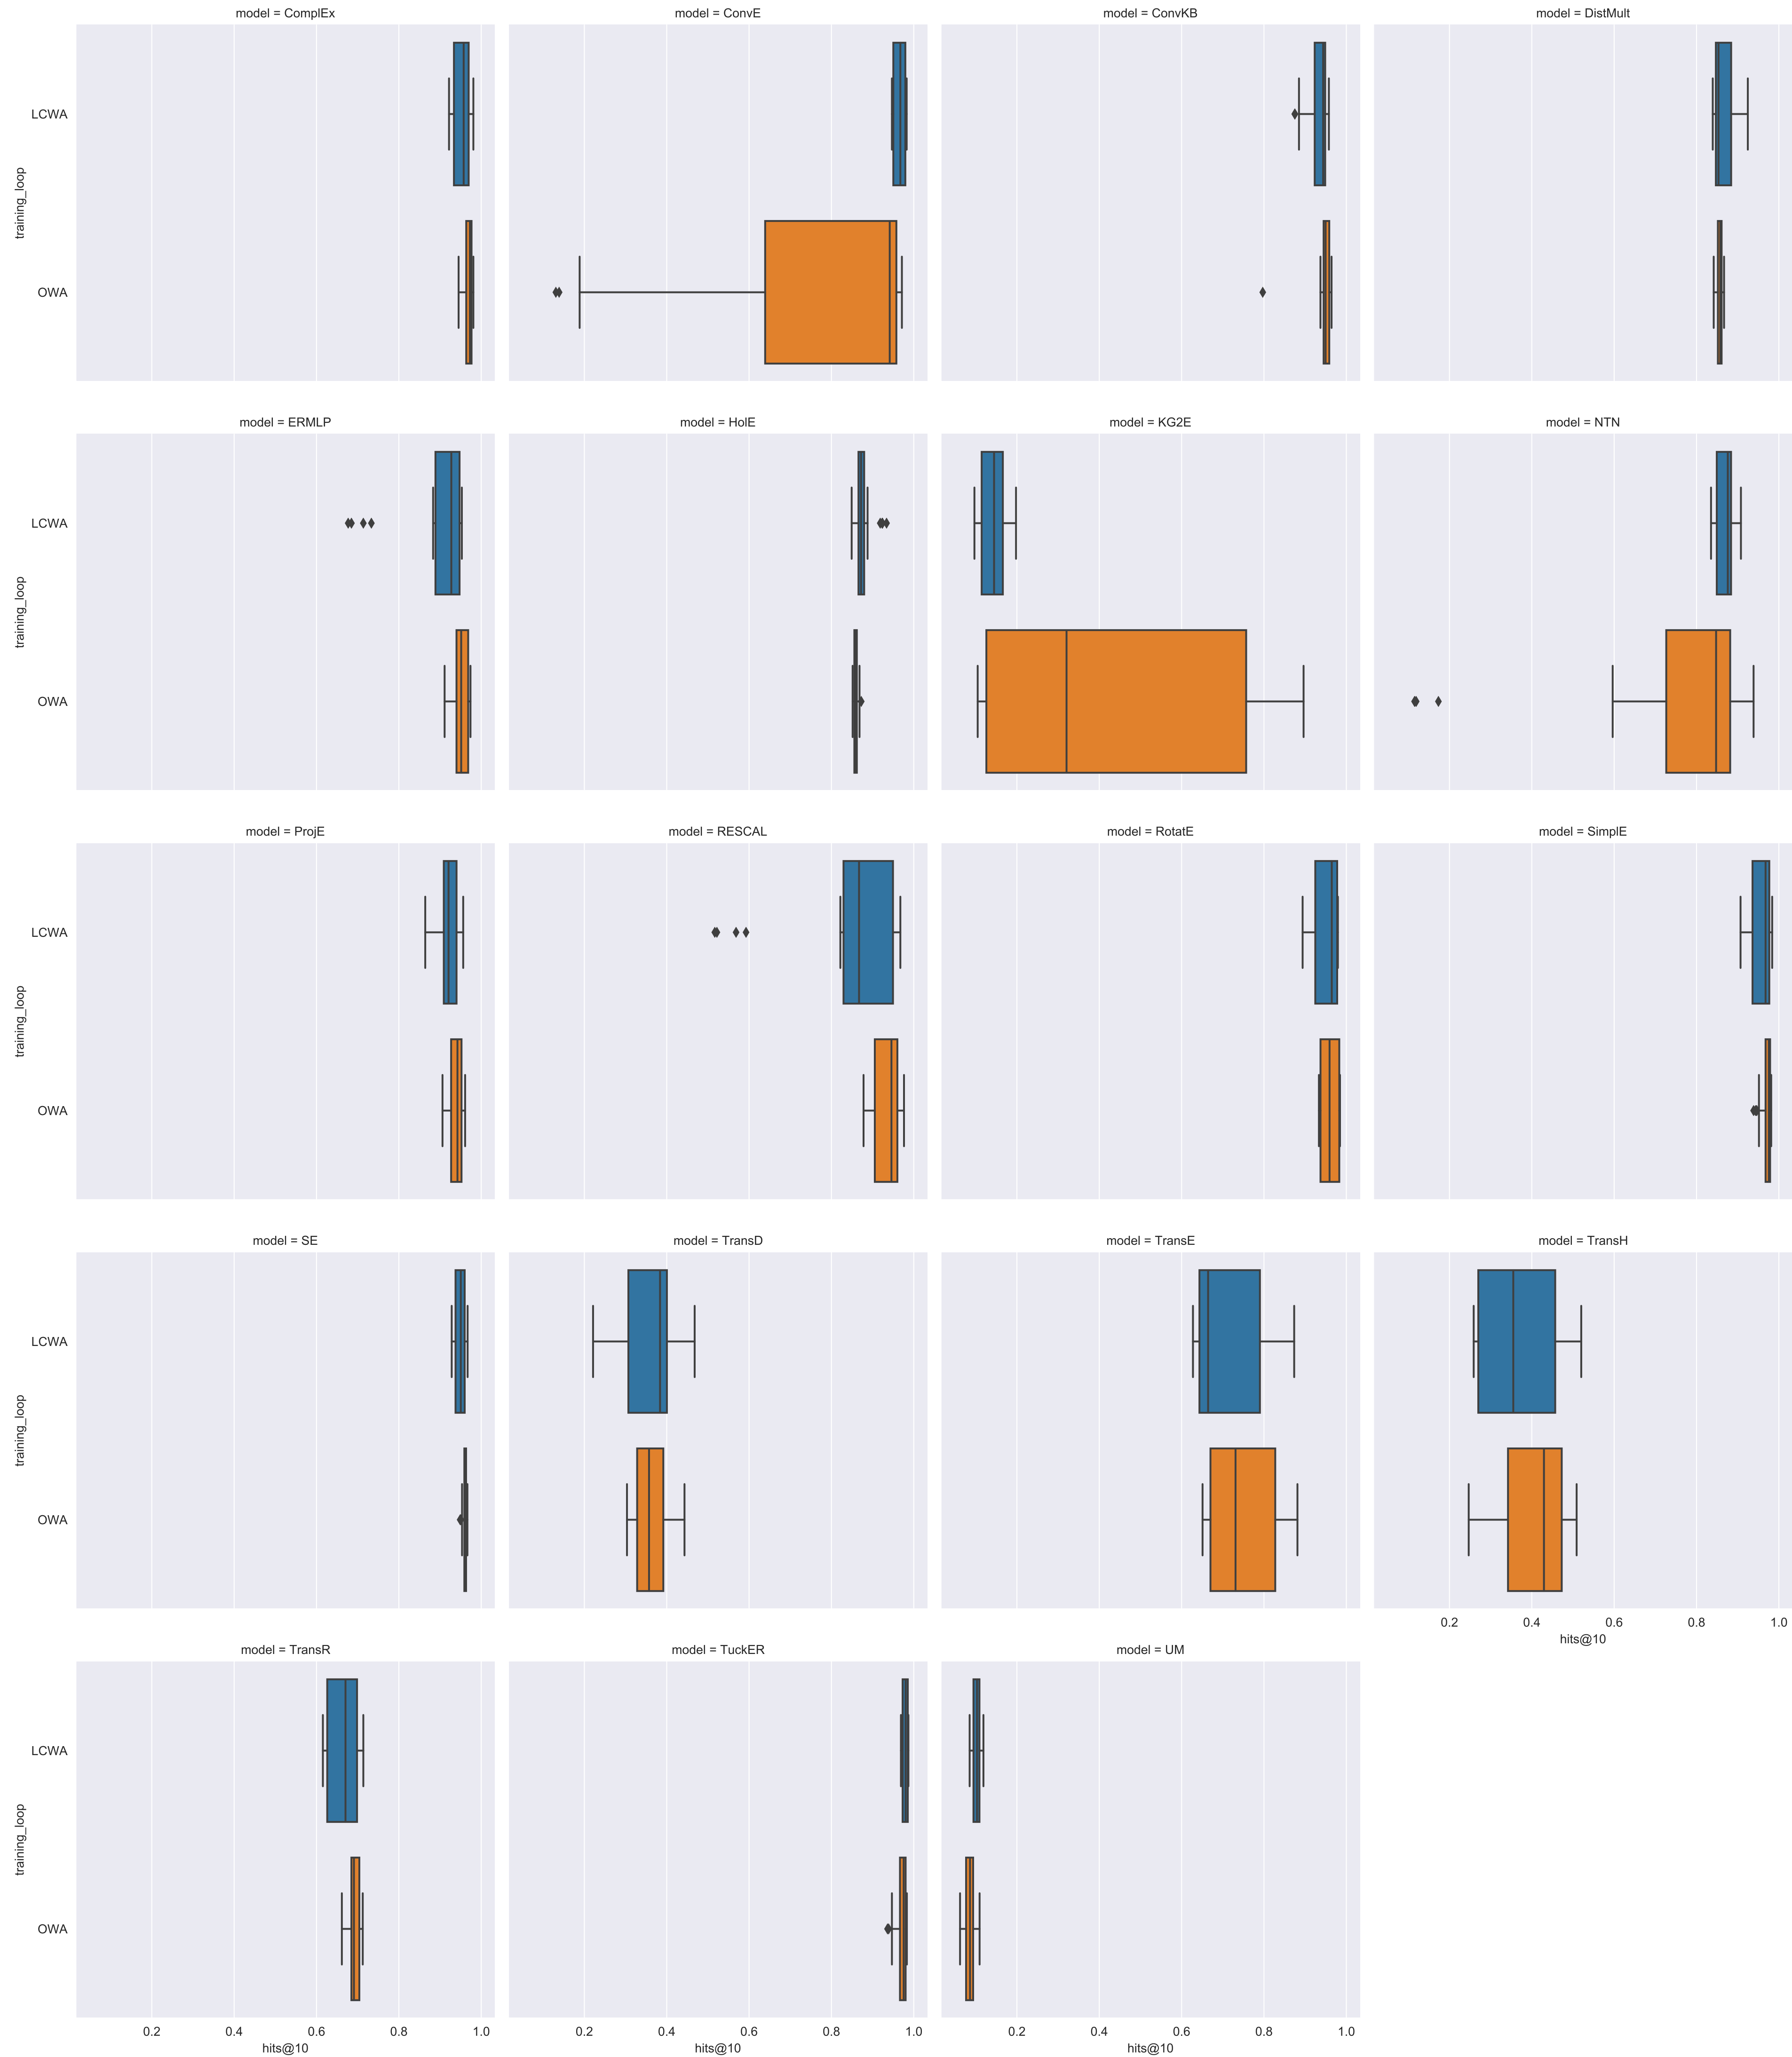 model = ComplEx
model = ConvE
model = ConvKB
model = DistMult
training_loop
LCWA
OWA
model = ERMLP
model = HolE
model = KG2E
model = NTN
training_loop
LCWA
OWA
model = ProjE
model = RESCAL
model = RotatE
model = SimplE
training_loop
LCWA
OWA
model = SE
model = TransD
model = TransE
model = TransH
training_loop
LCWA
OWA
0.2 0.4 0.6 0.8 1.0
hits@10
model = TransR
model = TuckER
model = UM
training_loop
LCWA
OWA
0.2 0.4 0.6 0.8 1.0
hits@10
0.2 0.4 0.6 0.8 1.0
hits@10
0.2 0.4 0.6 0.8 1.0
hits@10